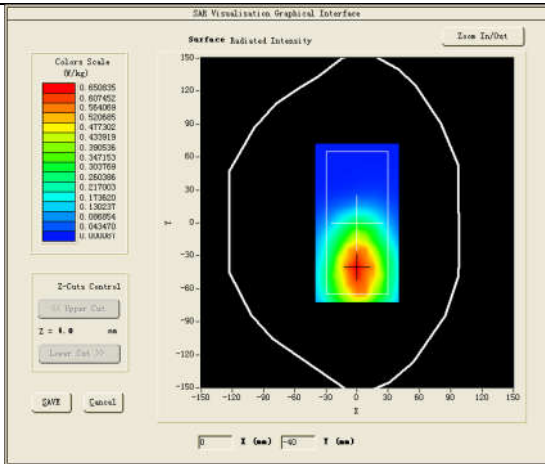 SAR Visualisation Graphical Interface
Surface Radiated Intensity
Zoom In/Out
Colors Scale
(W/kg)
0.650835
0.607452
0.564069
0.520685
0.477302
0.433919
0.390536
0.347153
0.303769
0.260386
0.217003
0.173620
0.130237
0.086854
0.043470
0.000087
150
120
90
60
30
0
-30
-60
-90
-120
-150
Y
-150 -120 -90 -60 -30 0 30 60 90 120 150
X
Z-Cuts Control
<< Upper Cut
Z = 4.0 mm
Lower Cut >>
SAVE Cancel
0 X (mm) -40 Y (mm)